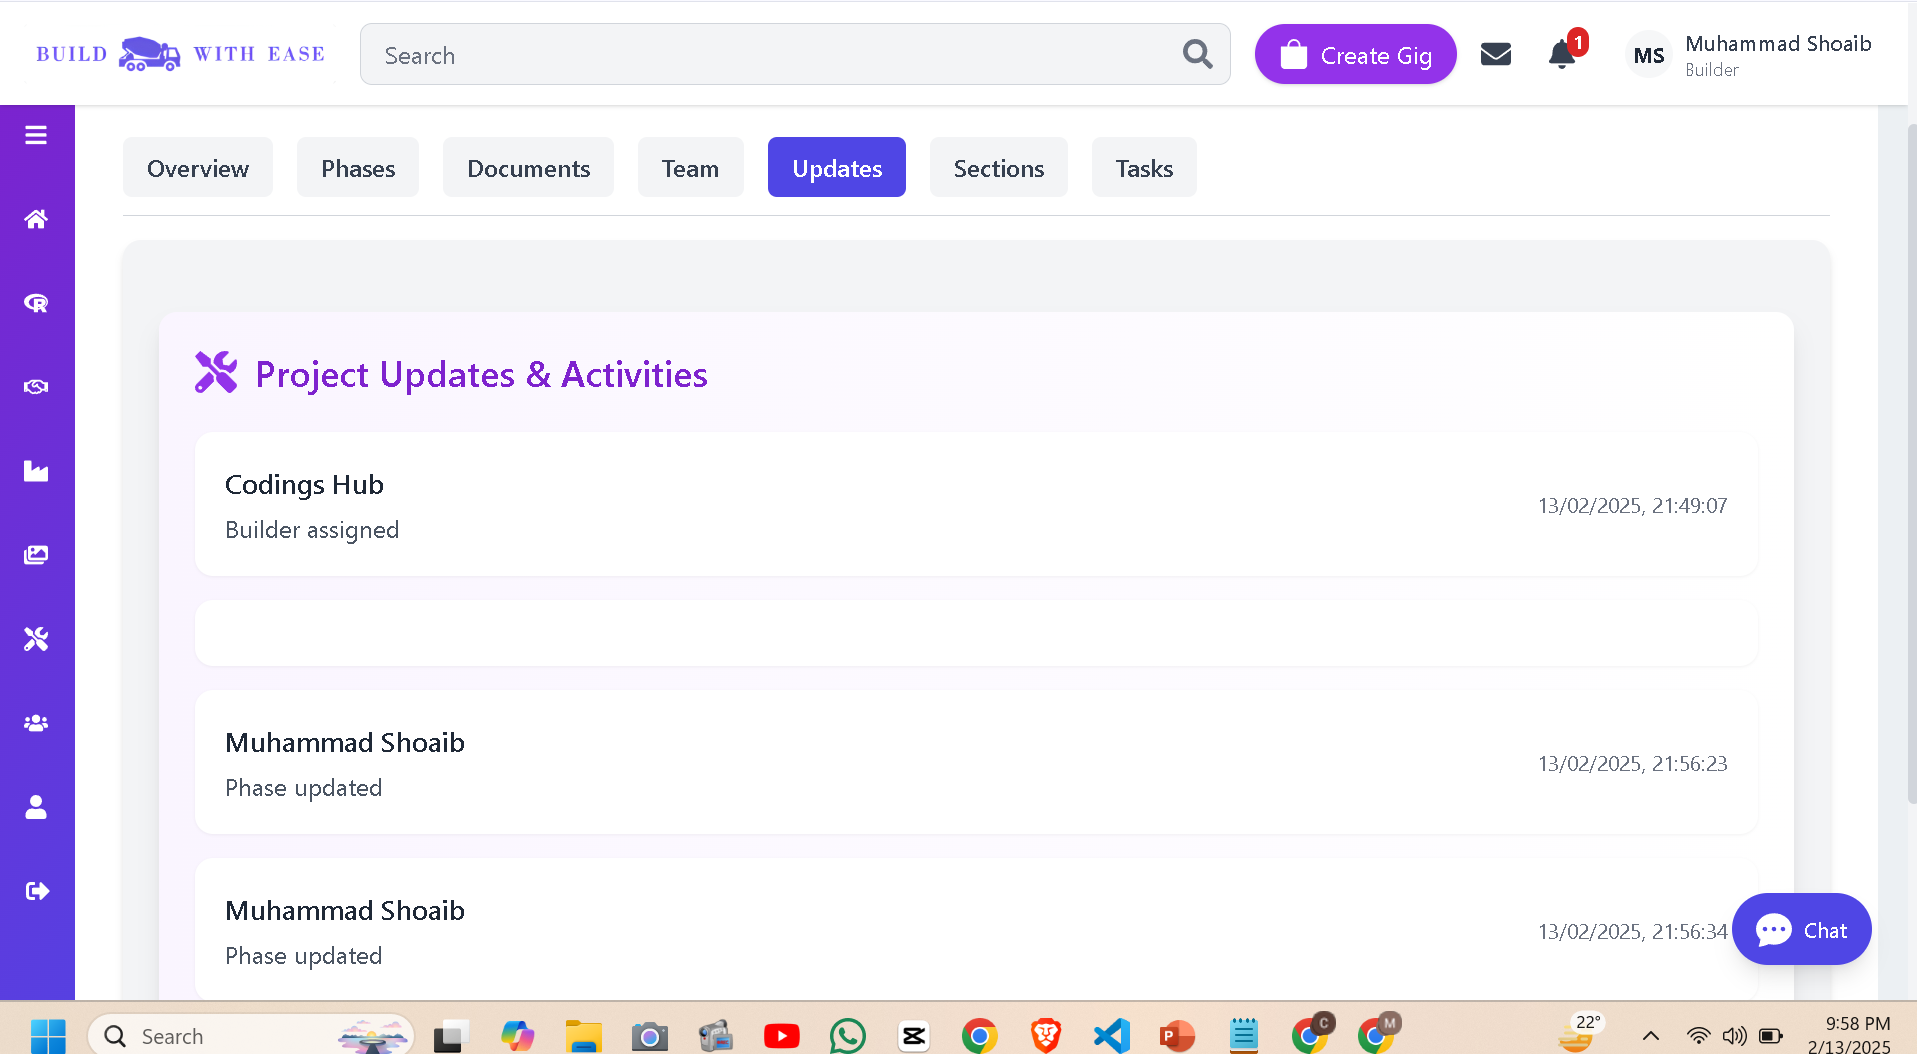 BUILD WITH EASE
Search
Create Gig
1
MS
Muhammad Shoaib
Builder
Overview
Phases
Documents
Team
Updates
Sections
Tasks
Project Updates & Activities
Codings Hub
Builder assigned
13/02/2025, 21:49:07
Muhammad Shoaib
Phase updated
13/02/2025, 21:56:23
Muhammad Shoaib
Phase updated
13/02/2025, 21:56:34
Chat
Search
C
M
22°
9:58 PM
2/13/2025